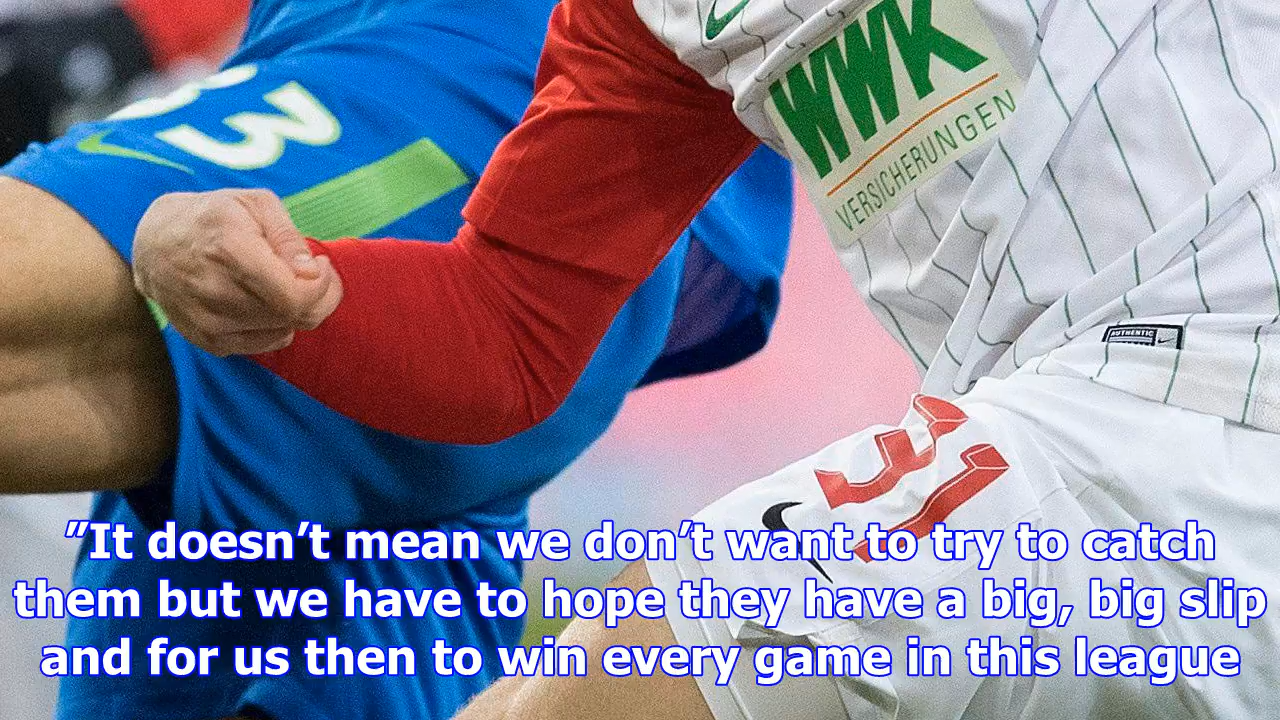 33
WWK
VERSICHERUNGEN
AUTHENTIC
"It doesn't mean we don't want to try to catch
them but we have to hope they have a big, big slip
and for us then to win every game in this league